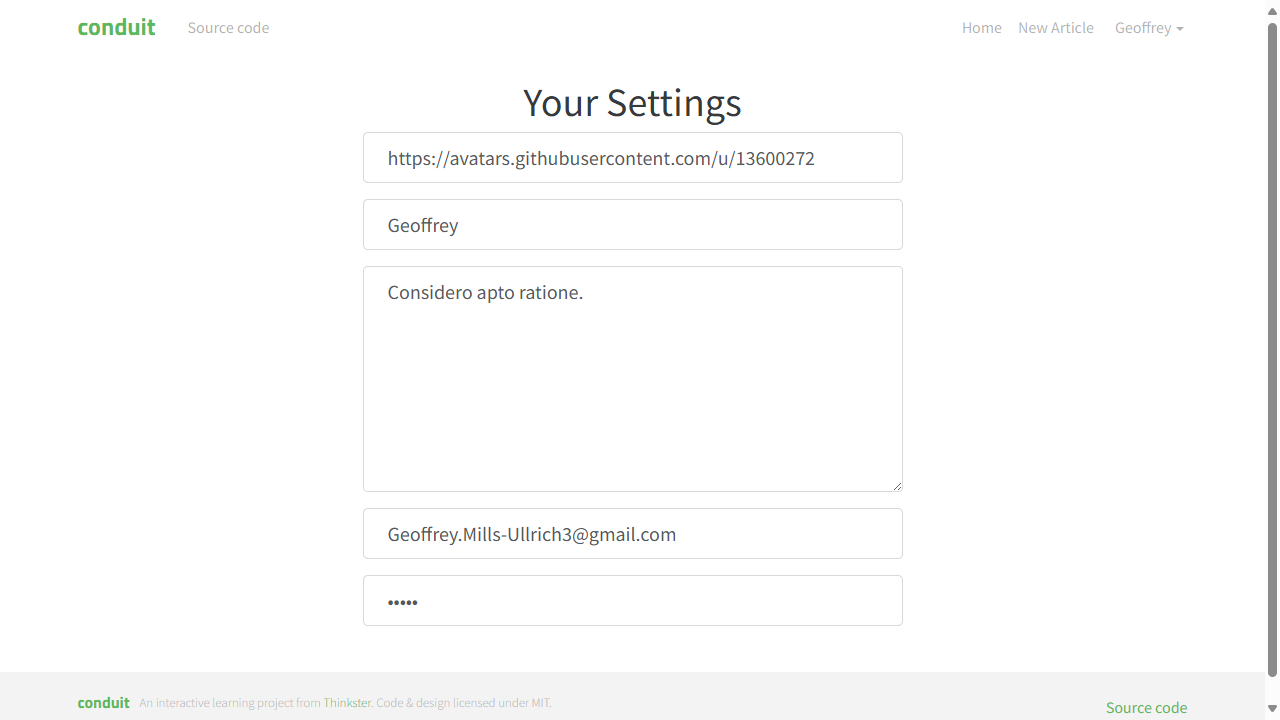 conduit
Source code
Home
New Article
Geoffrey
Your Settings
https://avatars.githubusercontent.com/u/13600272
Geoffrey
Considero apto ratione.
Geoffrey.Mills-Ullrich3@gmail.com
•••••
conduit An interactive learning project from Thinkster. Code & design licensed under MIT.
Source code